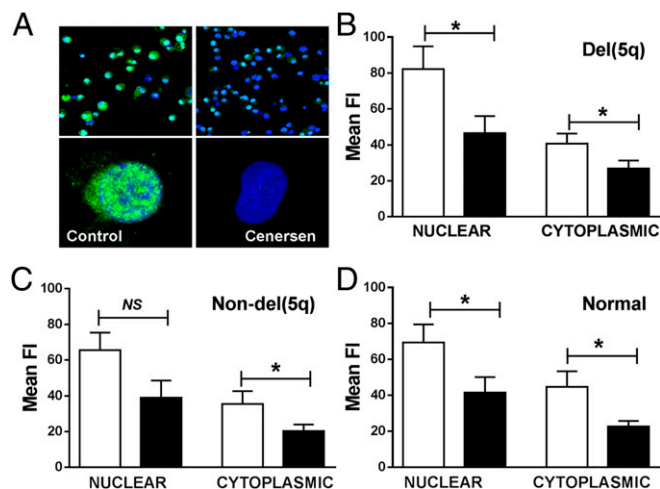 A
Control
Cenersen
B
Del(5q)
Mean FI
100
80
60
40
20
0
*
*
NUCLEAR
CYTOPLASMIC
C
Non-del(5q)
Mean FI
100
80
60
40
20
0
NS
*
NUCLEAR
CYTOPLASMIC
D
Normal
Mean FI
100
80
60
40
20
0
*
*
NUCLEAR
CYTOPLASMIC